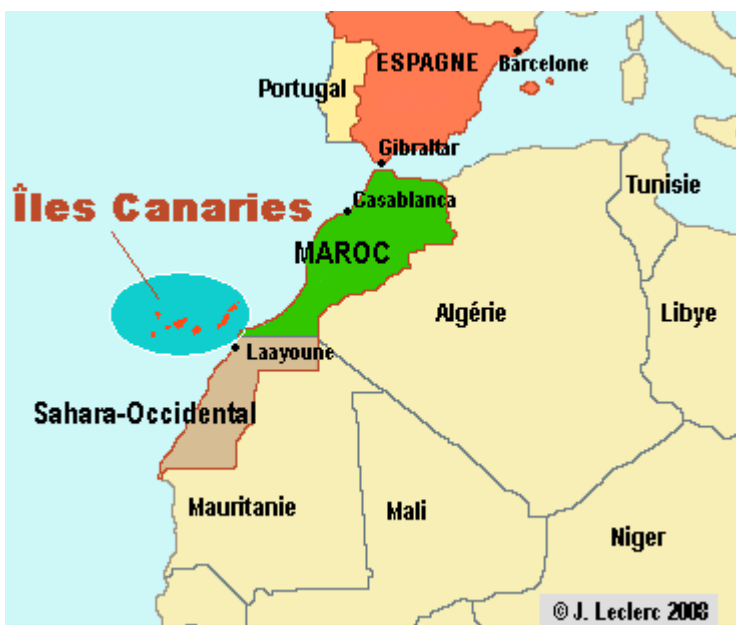 ESPAGNE
Barcelone
Portugal
Gibraltar
Tunisie
Îles Canaries
Casablanca
MAROC
Algérie
Libye
Laayoune
Sahara-Occidental
Mauritanie
Mali
Niger
© J. Leclerc 2008